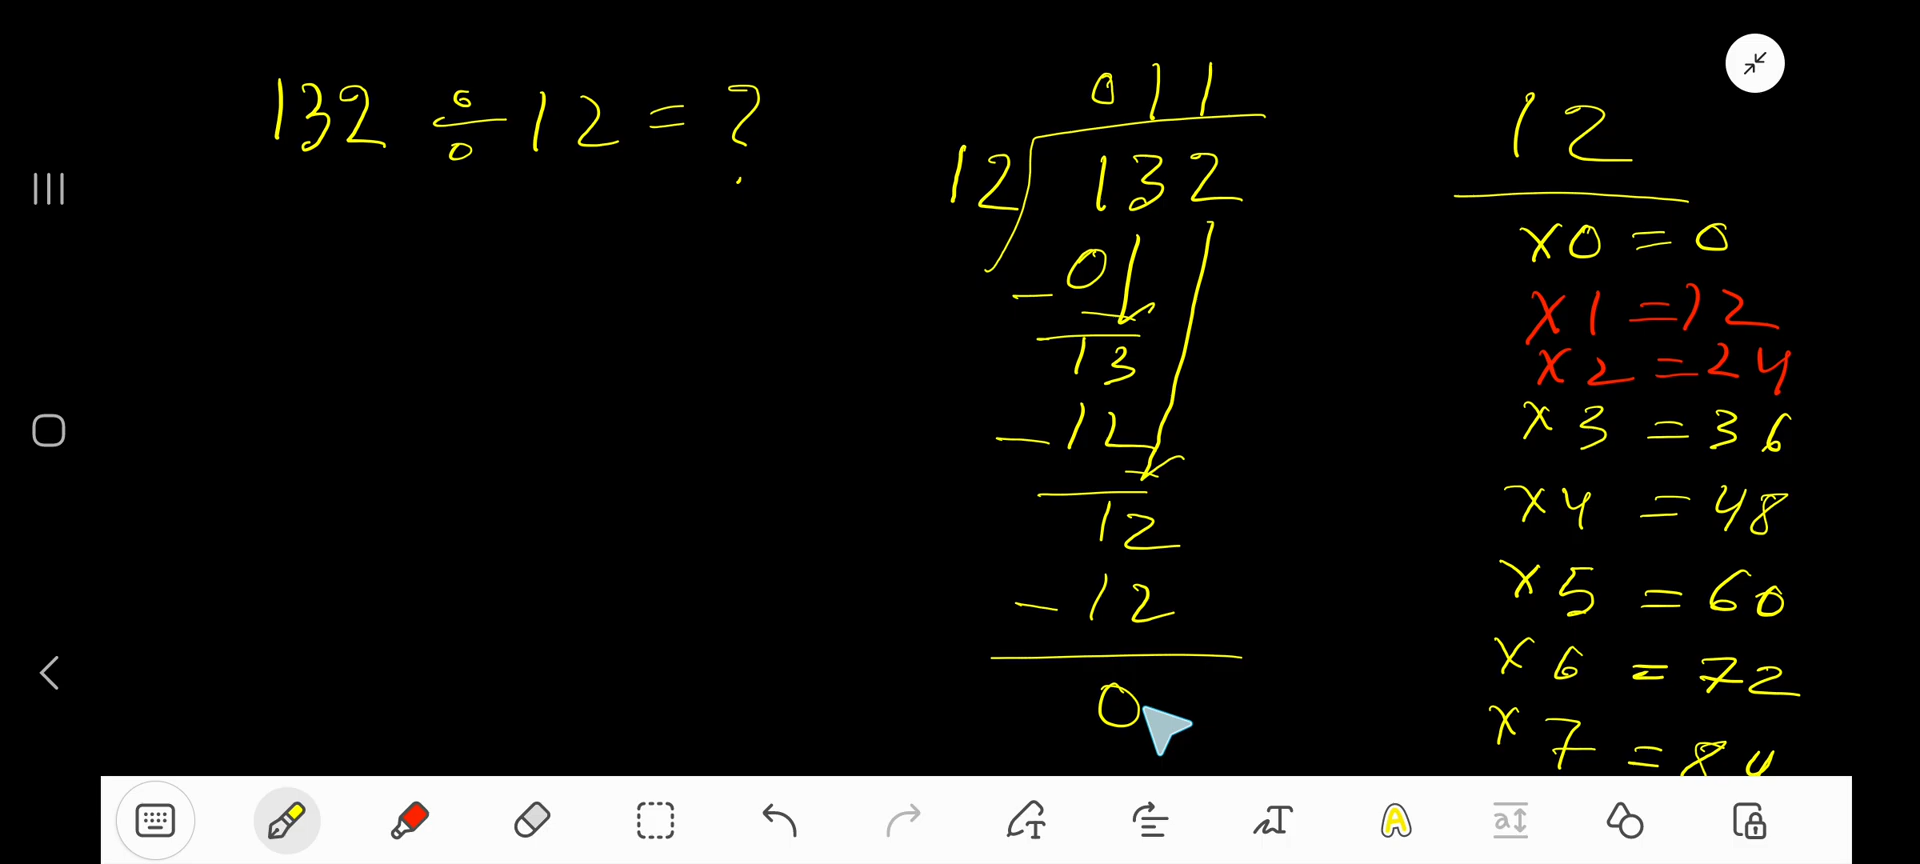 132 ÷ 12 = ?
011
12 132
- 0
13
- 12
12
- 12
0
12
x0 = 0
x1 = 12
x2 = 24
x3 = 36
x4 = 48
x5 = 60
x6 = 72
x7 = 84